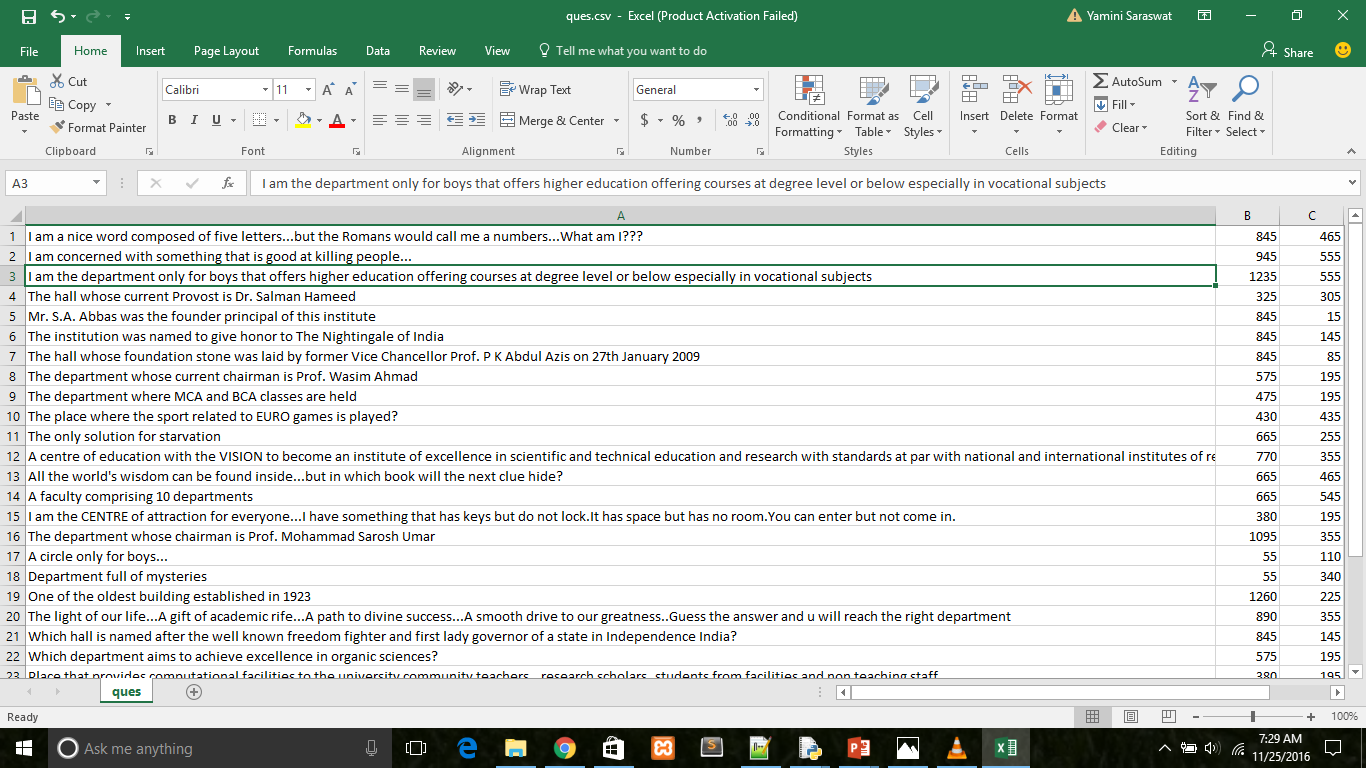 ques.csv - Excel (Product Activation Failed)
Yamini Saraswat
File Home Insert Page Layout Formulas Data Review View Tell me what you want to do Share
Paste
Cut
Copy
Format Painter
Calibri 11
B I U
Wrap Text
Merge & Center
General
$ % ,
Conditional Formatting
Format as Table
Cell Styles
Insert Delete Format
AutoSum
Fill
Clear
Sort & Filter
Find & Select
Clipboard Font Alignment Number Styles Cells Editing
A3 fx I am the department only for boys that offers higher education offering courses at degree level or below especially in vocational subjects
A B C
1 I am a nice word composed of five letters...but the Romans would call me a numbers...What am I??? 845 465
2 I am concerned with something that is good at killing people... 945 555
3 I am the department only for boys that offers higher education offering courses at degree level or below especially in vocational subjects 1235 555
4 The hall whose current Provost is Dr. Salman Hameed 325 305
5 Mr. S.A. Abbas was the founder principal of this institute 845 15
6 The institution was named to give honor to The Nightingale of India 845 145
7 The hall whose foundation stone was laid by former Vice Chancellor Prof. P K Abdul Azis on 27th January 2009 845 85
8 The department whose current chairman is Prof. Wasim Ahmad 575 195
9 The department where MCA and BCA classes are held 475 195
10 The place where the sport related to EURO games is played? 430 435
11 The only solution for starvation 665 255
12 A centre of education with the VISION to become an institute of excellence in scientific and technical education and research with standards at par with national and international institutes of re 770 355
13 All the world's wisdom can be found inside...but in which book will the next clue hide? 665 465
14 A faculty comprising 10 departments 665 545
15 I am the CENTRE of attraction for everyone...I have something that has keys but do not lock.It has space but has no room.You can enter but not come in. 380 195
16 The department whose chairman is Prof. Mohammad Sarosh Umar 1095 355
17 A circle only for boys... 55 110
18 Department full of mysteries 55 340
19 One of the oldest building established in 1923 1260 225
20 The light of our life...A gift of academic rife...A path to divine success...A smooth drive to our greatness..Guess the answer and u will reach the right department 890 355
21 Which hall is named after the well known freedom fighter and first lady governor of a state in Independence India? 845 145
22 Which department aims to achieve excellence in organic sciences? 575 195
23 Place that provides computational facilities to the university community teachers, research scholars, students from facilities and non teaching staff 380 195
ques
Ready 100%
Ask me anything
7:29 AM
11/25/2016